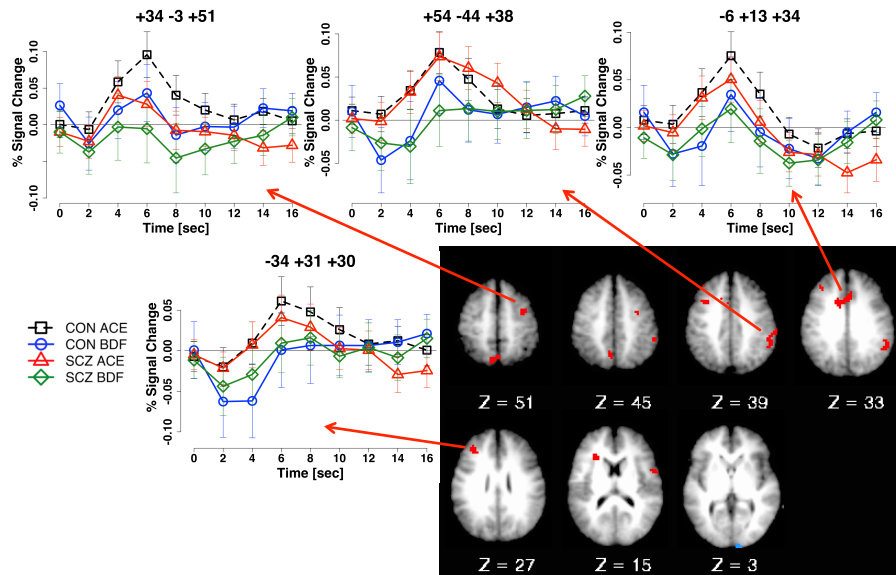 +34 -3 +51
+54 -44 +38
-6 +13 +34
% Signal Change
0.10
0.05
0.00
-0.10
0 2 4 6 8 10 12 14 16
Time [sec]
% Signal Change
0.10
0.05
0.00
-0.05
0 2 4 6 8 10 12 14 16
Time [sec]
% Signal Change
0.10
0.05
0.00
-0.05
0 2 4 6 8 10 12 14 16
Time [sec]
-34 +31 +30
CON ACE
CON BDF
SCZ ACE
SCZ BDF
% Signal Change
0.05
0.00
-0.05
-0.10
0 2 4 6 8 10 12 14 16
Time [sec]
Z = 51
Z = 45
Z = 39
Z = 33
Z = 27
Z = 15
Z = 3